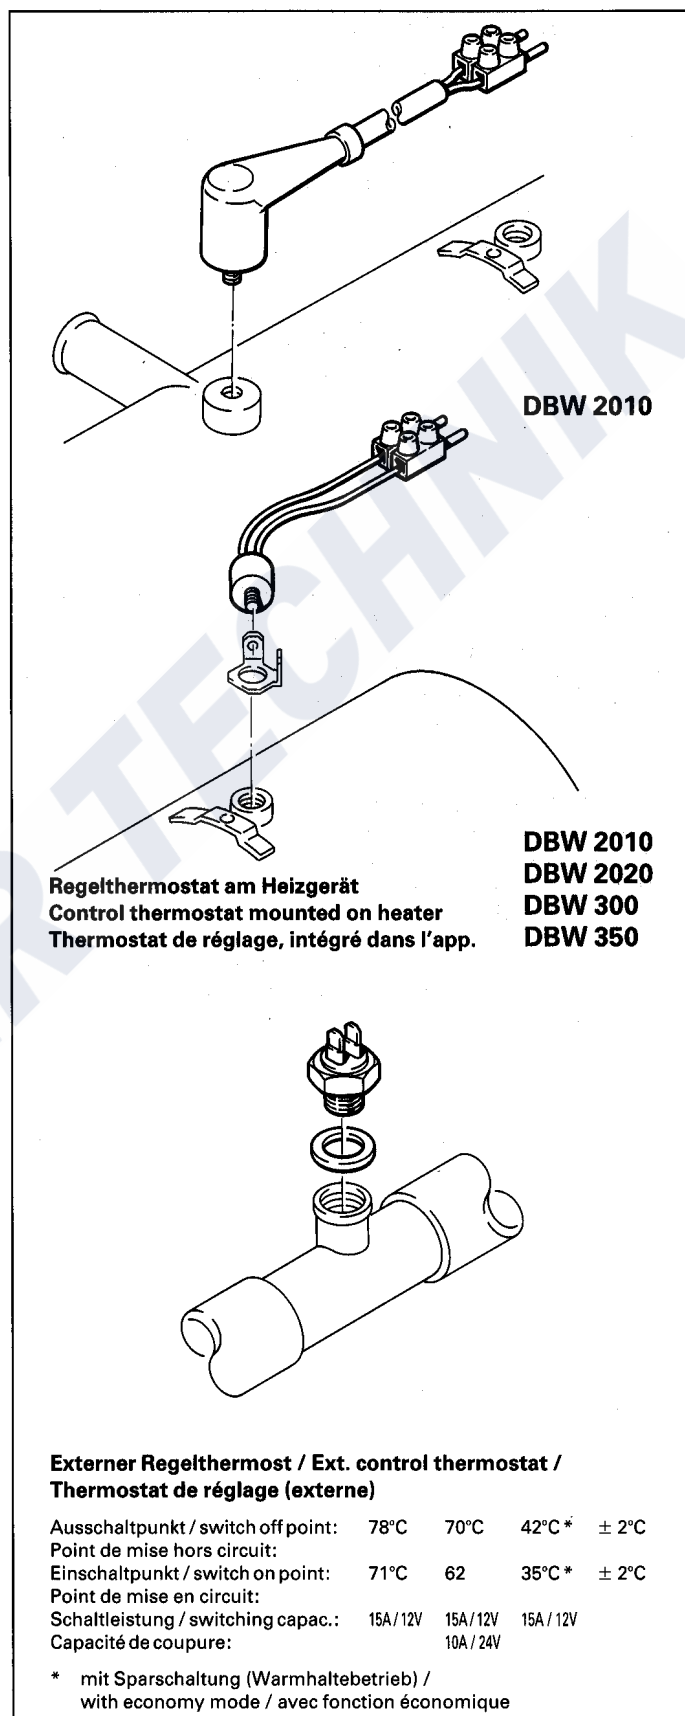 DBW 2010
DBW 2010
DBW 2020
DBW 300
DBW 350
Regelthermostat am Heizgerät
Control thermostat mounted on heater
Thermostat de réglage, intégré dans l'app.
Externer Regelthermost / Ext. control thermostat /
Thermostat de réglage (externe)
Ausschaltpunkt / switch off point: 78°C 70°C 42°C * ± 2°C
Point de mise hors circuit:
Einschaltpunkt / switch on point: 71°C 62 35°C * ± 2°C
Point de mise en circuit:
Schaltleistung / switching capac.: 15A / 12V 15A / 12V 15A / 12V
Capacité de coupure: 10A / 24V
* mit Sparschaltung (Warmhaltebetrieb) /
with economy mode / avec fonction économique
R TECHNIK